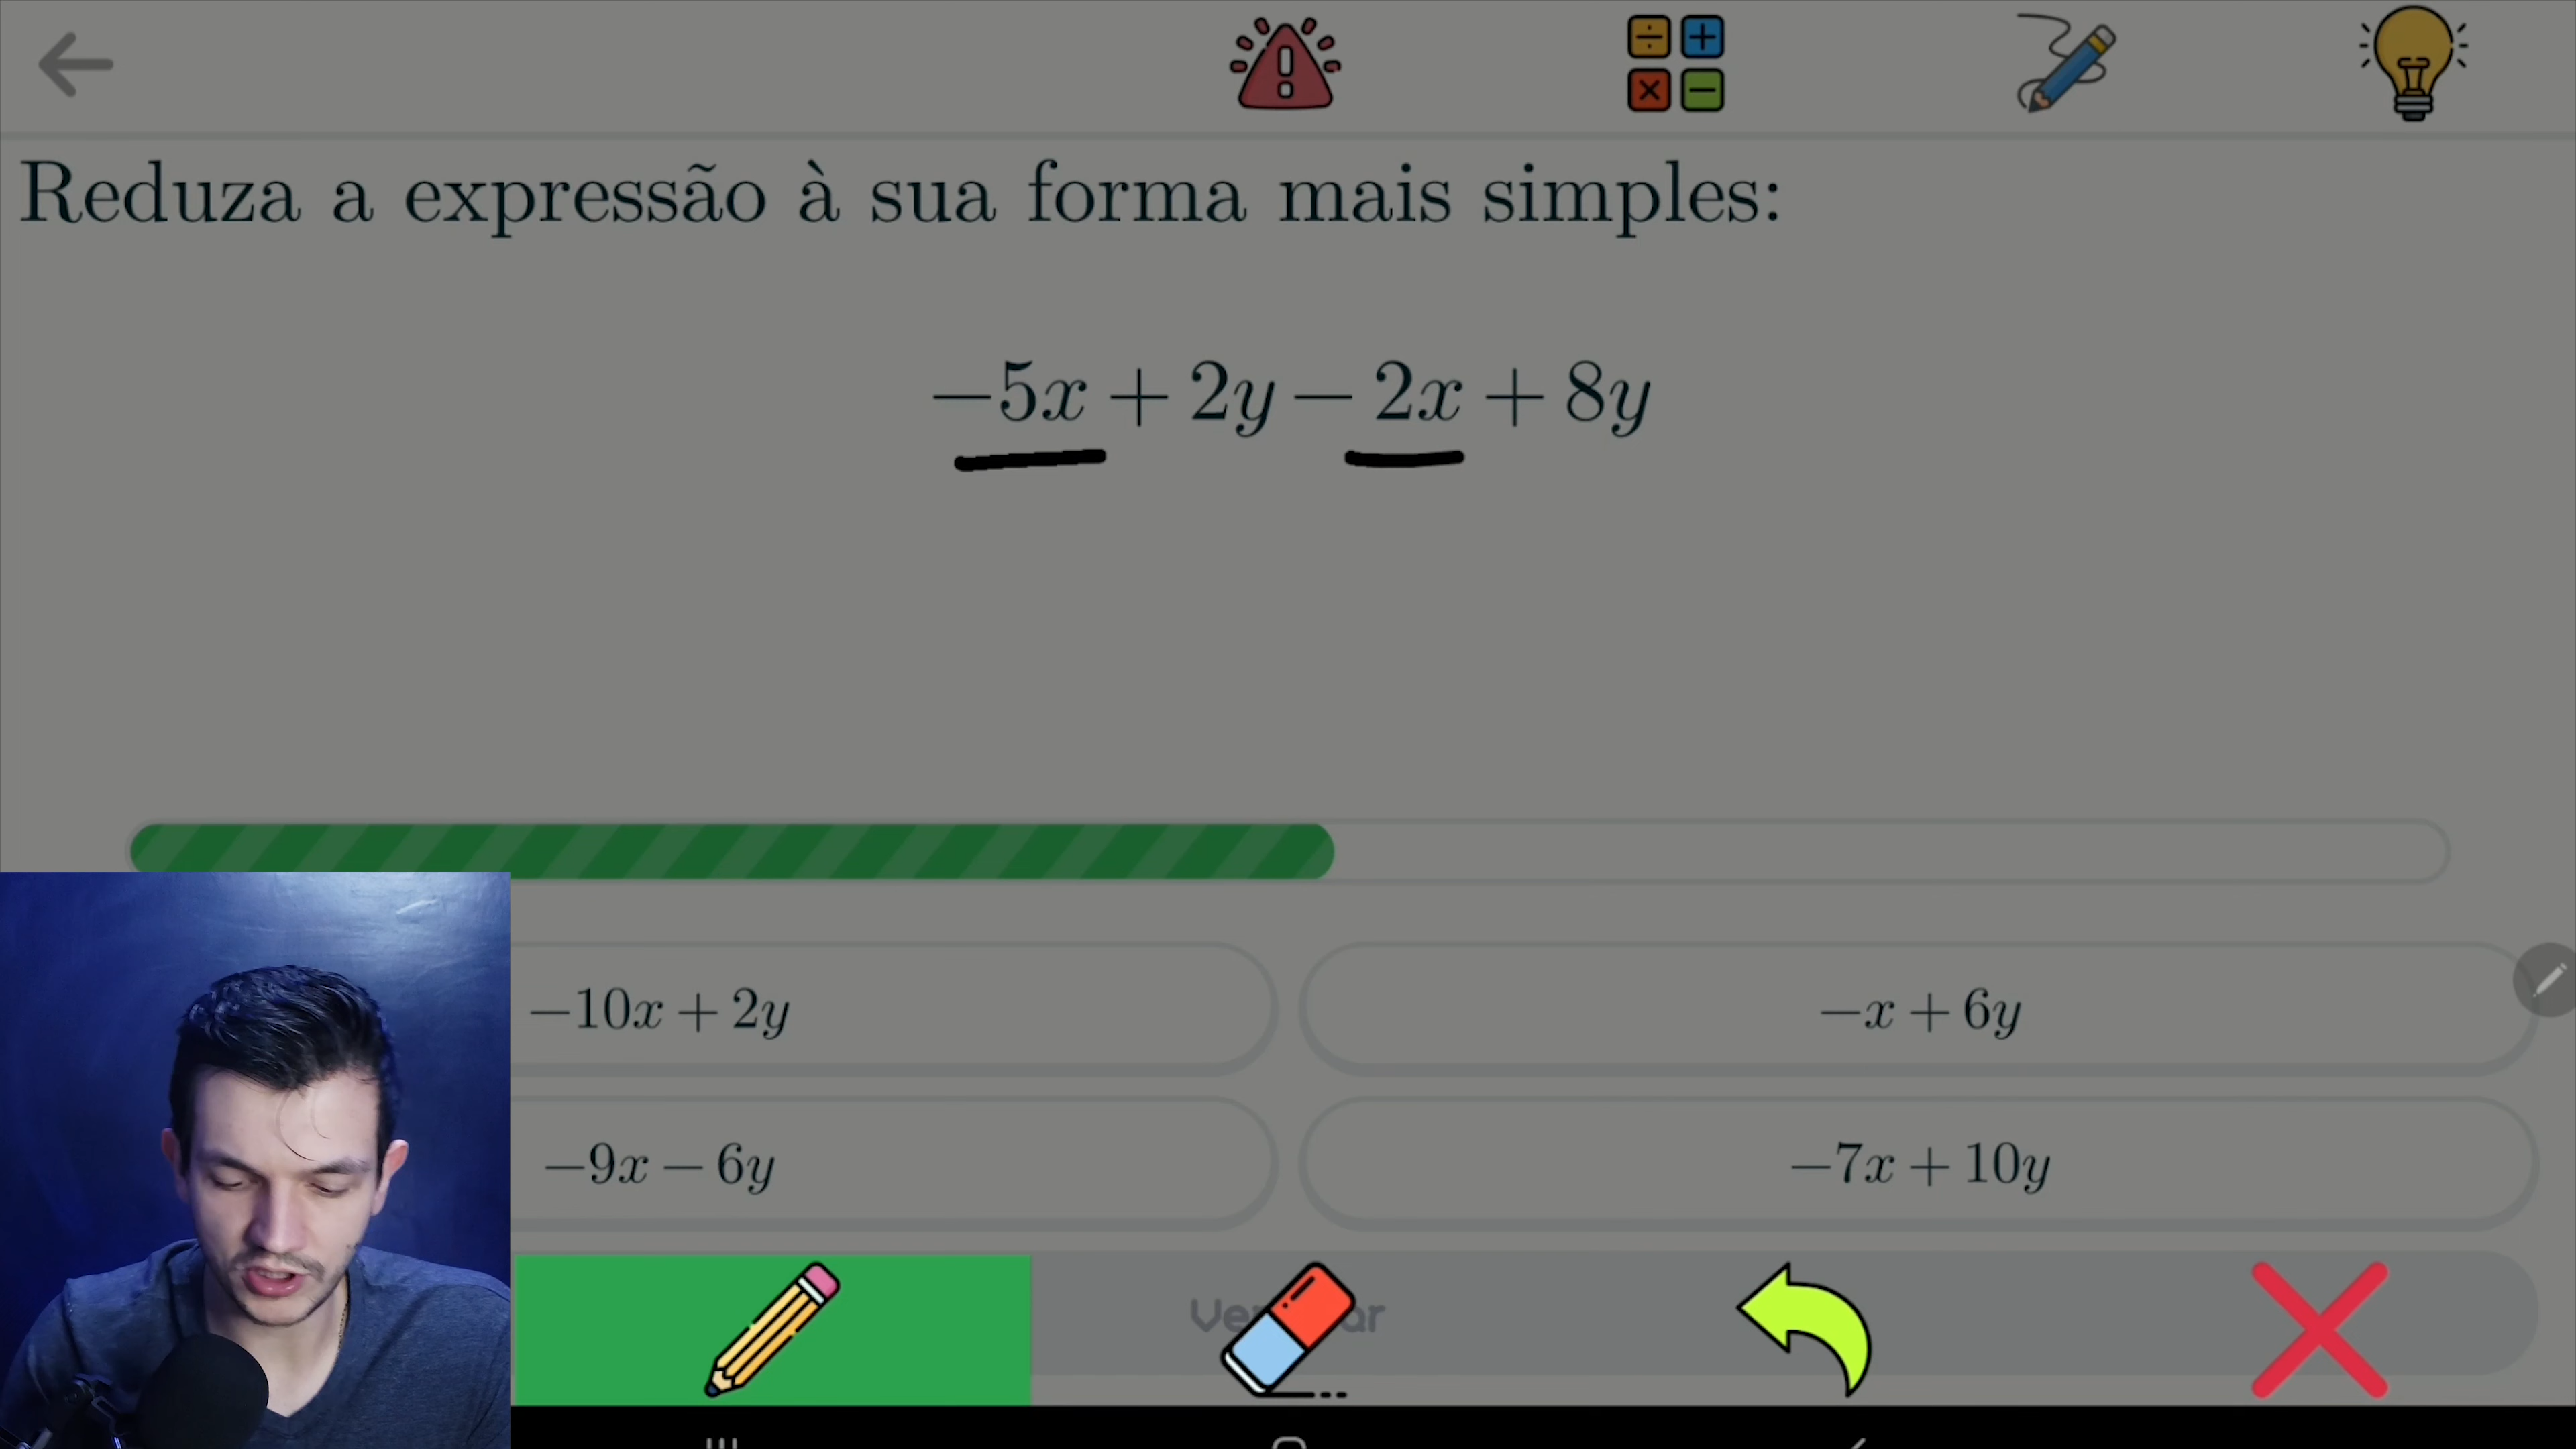 Reduza a expressão à sua forma mais simples:
−5x + 2y − 2x + 8y
−10x + 2y
−x + 6y
−9x − 6y
−7x + 10y